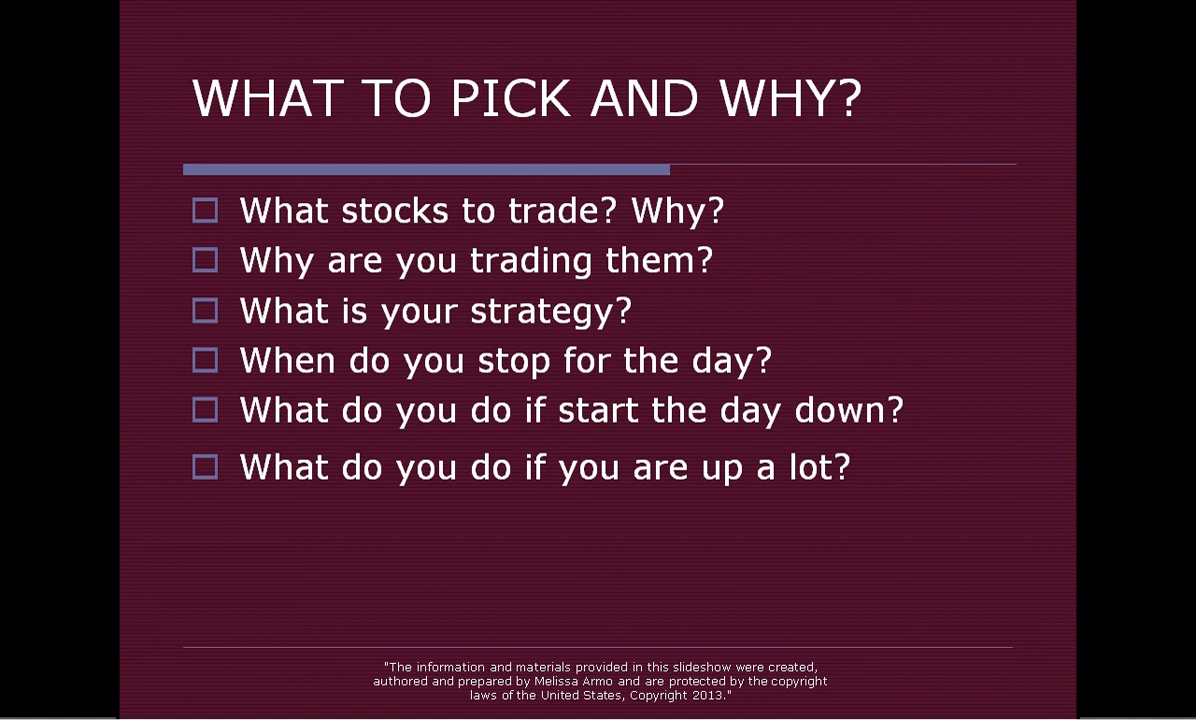 WHAT TO PICK AND WHY?
What stocks to trade? Why?
Why are you trading them?
What is your strategy?
When do you stop for the day?
What do you do if start the day down?
What do you do if you are up a lot?
"The information and materials provided in this slideshow were created,
authored and prepared by Melissa Armo and are protected by the copyright
laws of the United States, Copyright 2013."